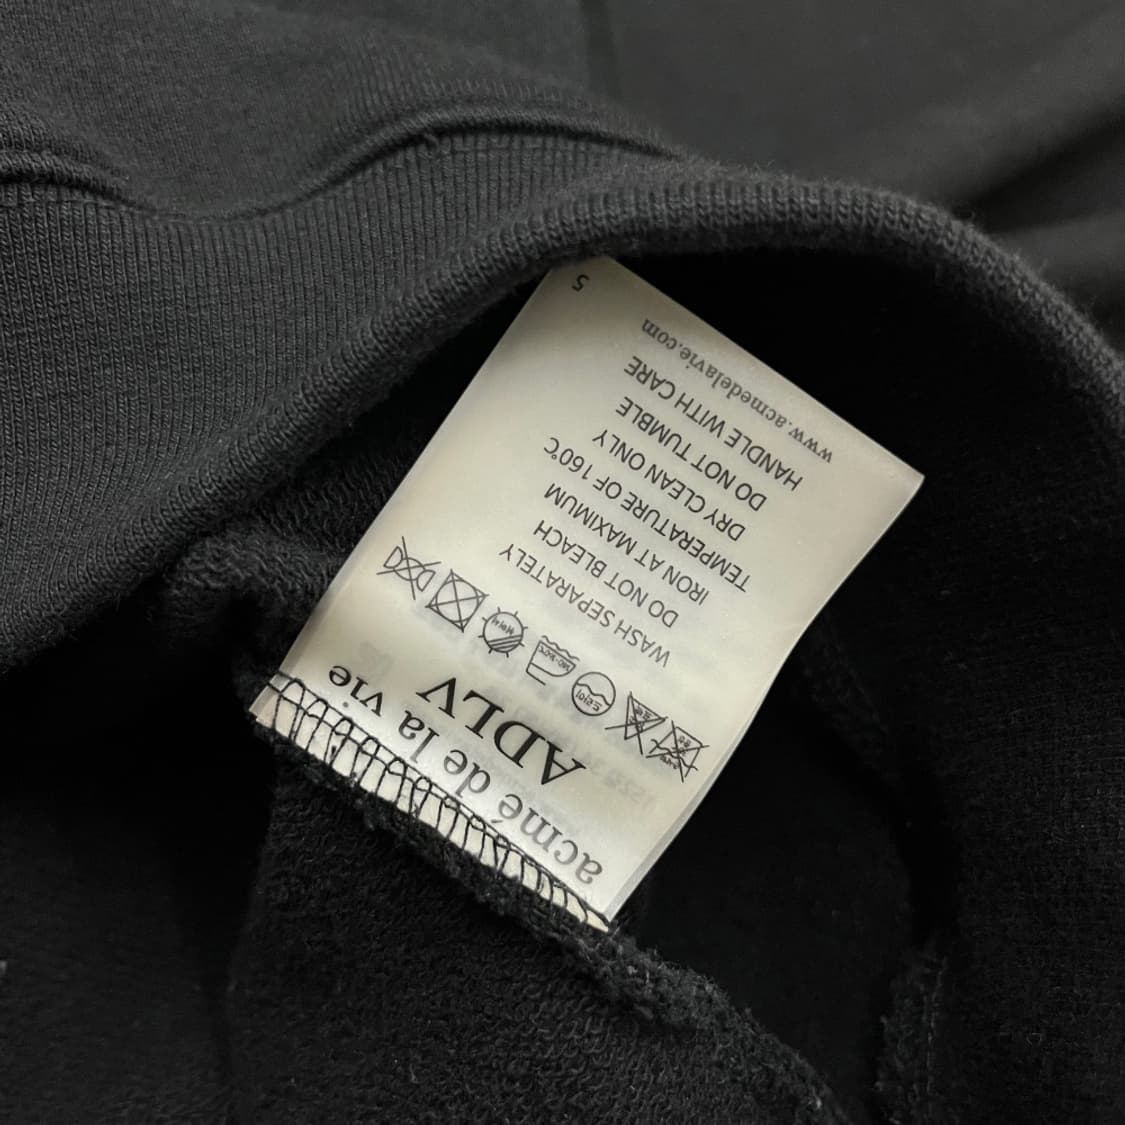 acmé de la vie
ADLV
WASH SEPARATELY
DO NOT BLEACH
IRON AT MAXIMUM
TEMPERATURE OF 160℃
DRY CLEAN ONLY
DO NOT TUMBLE
HANDLE WITH CARE
www.acmedelavie.com
5